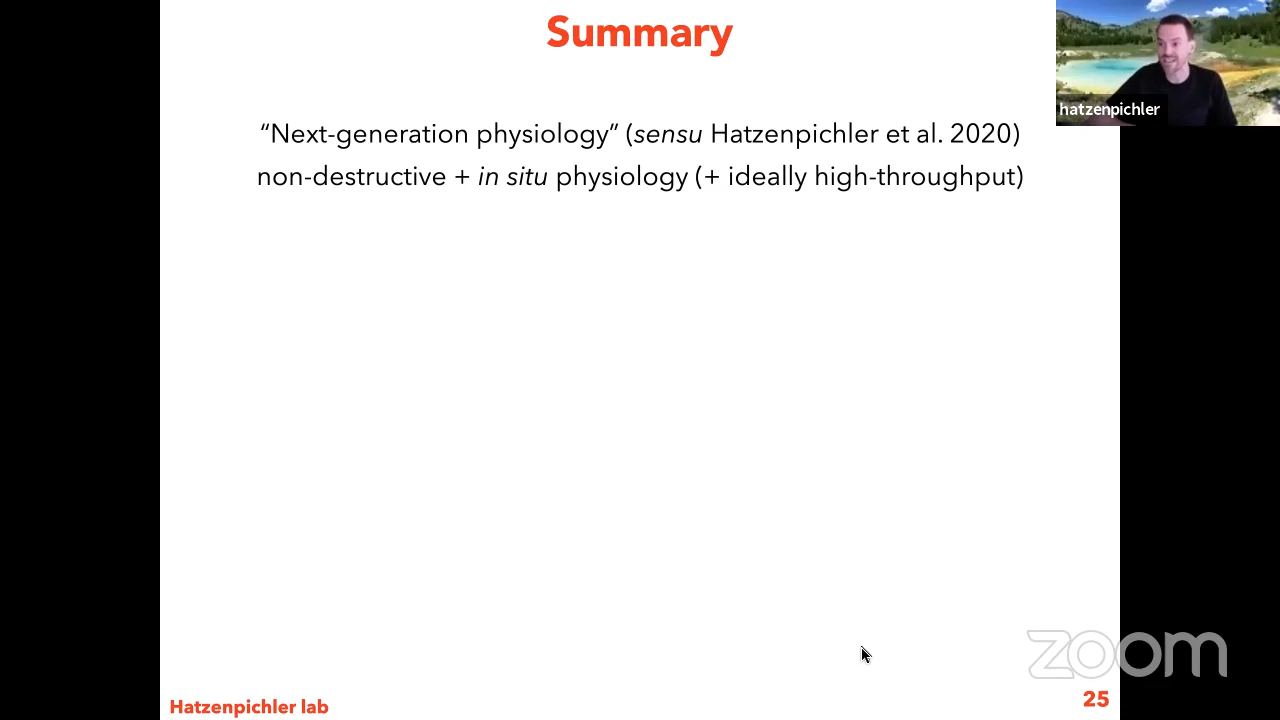 Summary
hatzenpichler
“Next-generation physiology” (sensu Hatzenpichler et al. 2020)
non-destructive + in situ physiology (+ ideally high-throughput)
zoom
Hatzenpichler lab
25